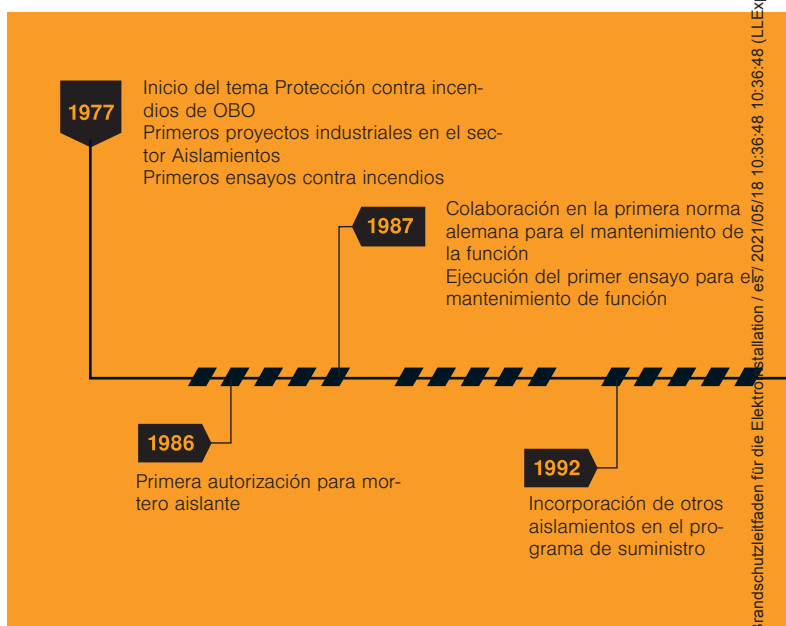 1977
Inicio del tema Protección contra incen-
dios de OBO
Primeros proyectos industriales en el sec-
tor Aislamientos
Primeros ensayos contra incendios
1987
Colaboración en la primera norma
alemana para el mantenimiento de
la función
Ejecución del primer ensayo para el
mantenimiento de función
1986
Primera autorización para mor-
tero aislante
1992
Incorporación de otros
aislamientos en el pro-
grama de suministro
randschutzleitfaden für die Elektroinstallation / es / 2021/05/18 10:36:48 10:36:48 (LLExp